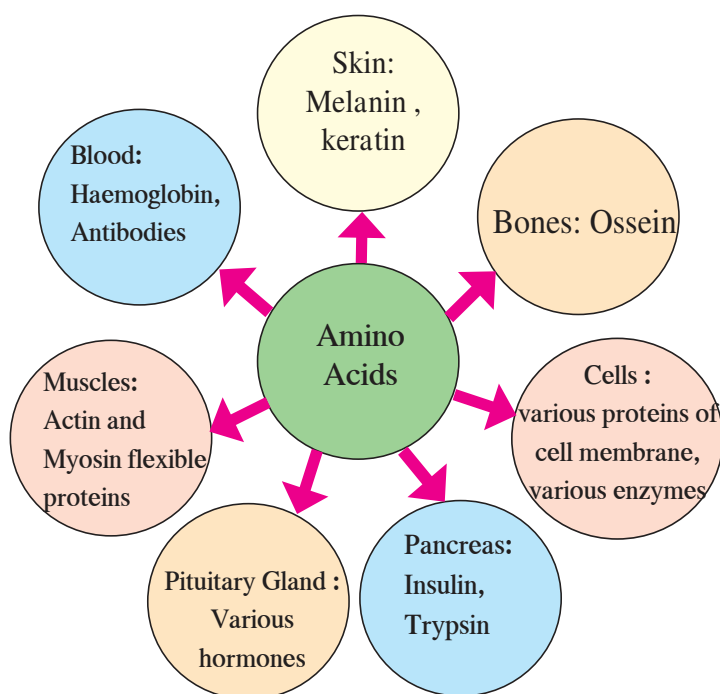 Skin:
Melanin ,
keratin
Blood:
Haemoglobin,
Antibodies
Bones: Ossein
Amino
Acids
Muscles:
Actin and
Myosin flexible
proteins
Cells :
various proteins of
cell membrane,
various enzymes
Pituitary Gland :
Various
hormones
Pancreas:
Insulin,
Trypsin